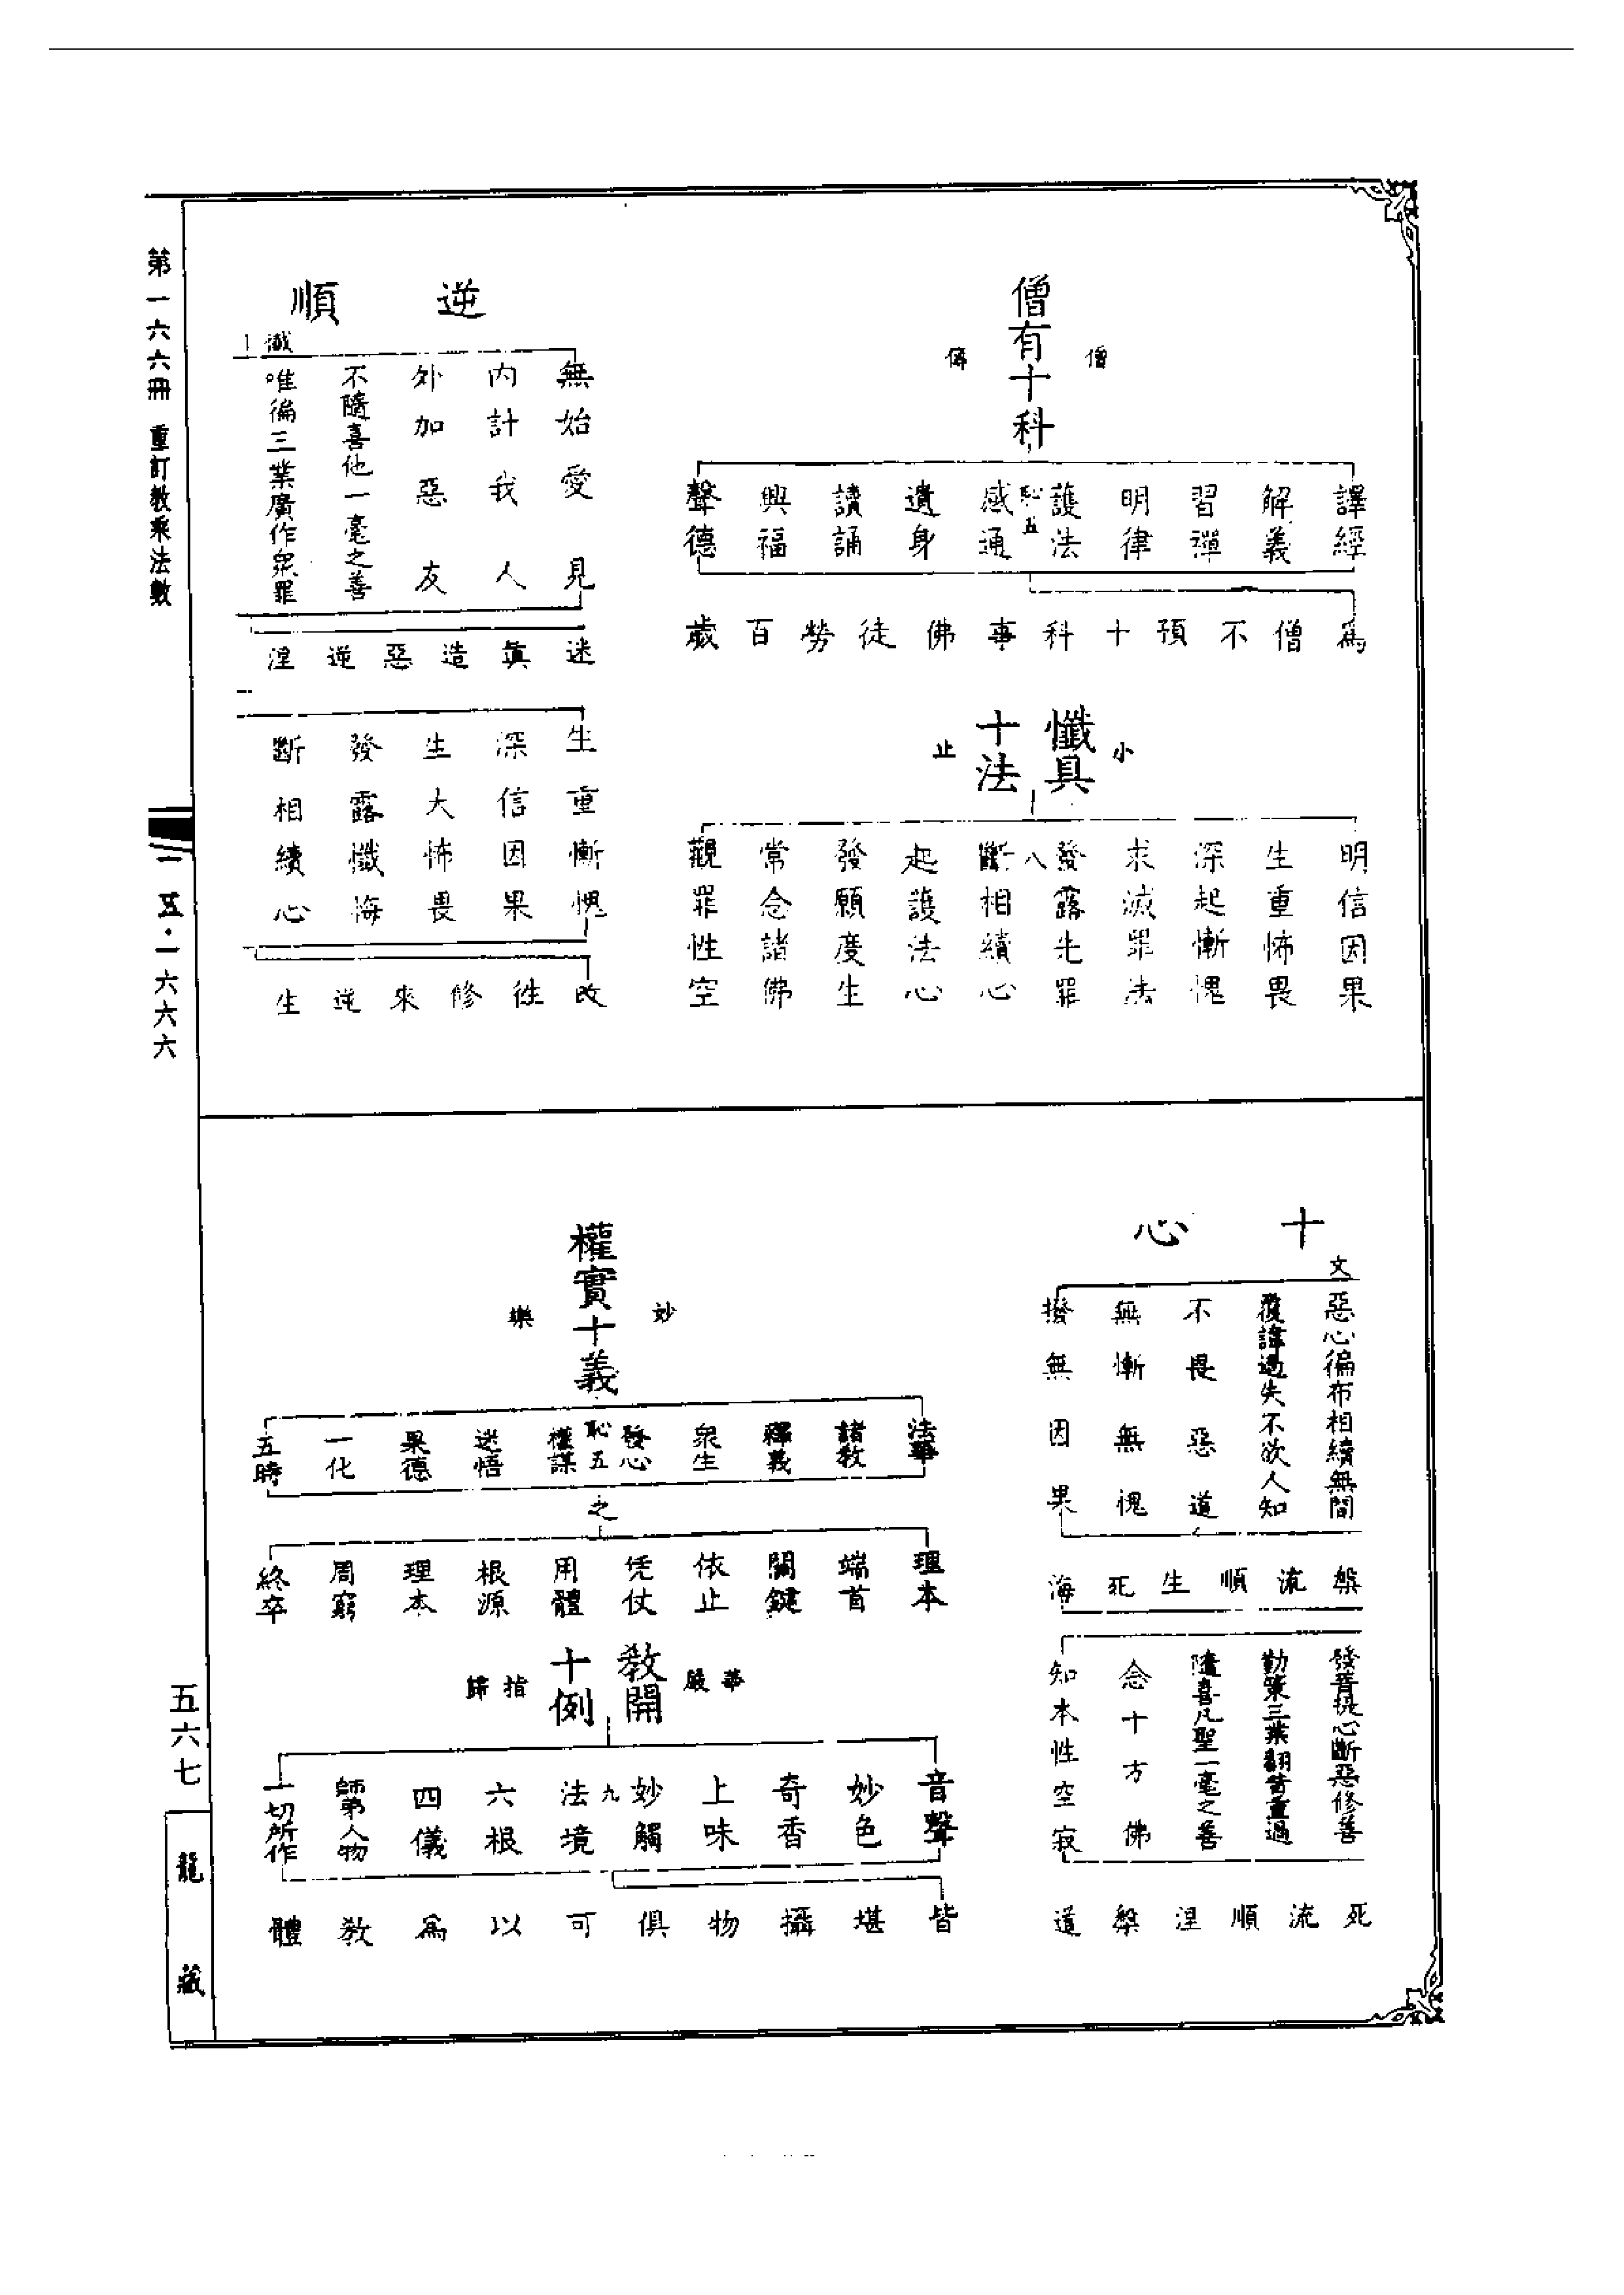 僧有十科
僧
傳
譯經
解義
習禪
明律
護法
恥五
感通
遺身
讀誦
興福
聲德
為僧不預十科事佛徒勞百歲
懺具
十法
小
止
明信因果
生重怖畏
深起慚愧
求滅罪法
發露先罪
八
斷相續心
起護法心
發願度生
常念諸佛
觀罪性空
逆順
懺
無始愛見
內計我人
外加惡友
不隨喜他一毫之善
唯徧三業廣作眾罪
迷真造惡逆涅
生重慚愧
深信因果
生大怖畏
發露懺悔
斷相續心
改往修來逆生
第一六六冊 重訂教乘法數
一五·一六六六
十心
文
惡心徧布相續無間
覆諱過失不欲人知
不畏惡道
無慚無愧
撥無因果
槃流順生死海
發菩提心斷惡修善
勤策三業翻昔重過
隨喜凡聖一毫之善
念十方佛
知本性空寂
死流順涅槃道
權實十義
妙
樂
法華
諸教
釋義
眾生
發心
恥五
權謀
迷悟
果德
一化
五時
之
理本
端首
關鍵
依止
凭仗
用體
根源
理本
周窮
終卒
教開
十例
華嚴
指歸
音聲
妙色
奇香
上味
妙觸
九
法境
六根
四儀
師弟人物
一切所作
皆堪攝物俱可以為教體
五六七
龍藏